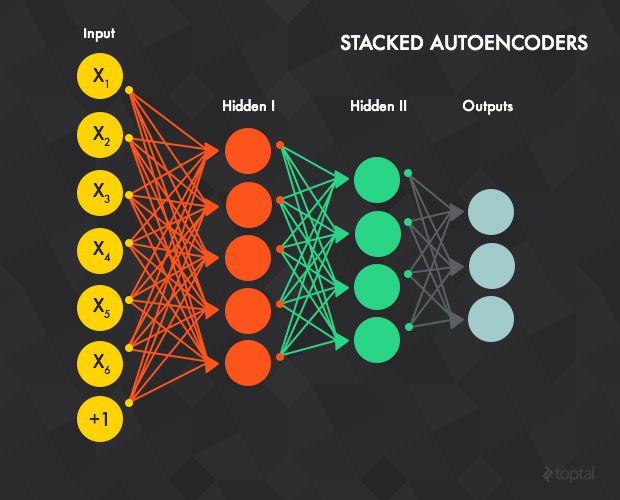 STACKED AUTOENCODERS
Input
Hidden I
Hidden II
Outputs
X1
X2
X3
X4
X5
X6
+1
toptal